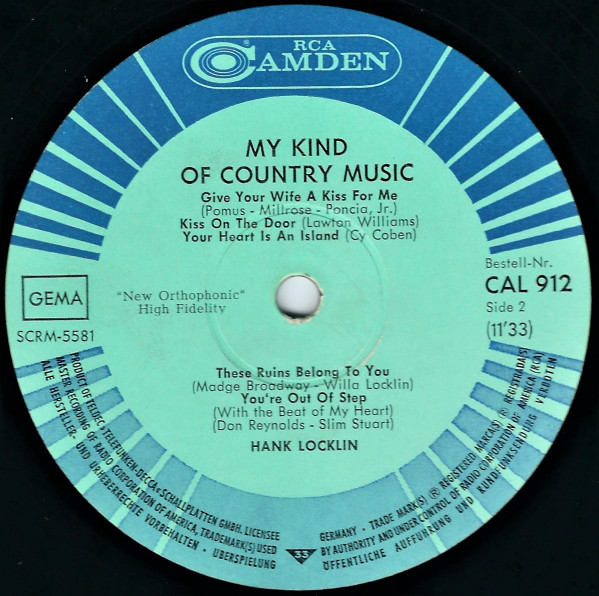 RCA
CAMDEN
MY KIND
OF COUNTRY MUSIC
Give Your Wife A Kiss For Me
(Pomus - Millrose - Poncia, Jr.)
Kiss On The Door (Lawton Williams)
Your Heart Is An Island (Cy Coben)
GEMA
SCRM-5581
"New Orthophonic"
High Fidelity
Bestell-Nr.
CAL 912
Side 2
(11'33)
These Ruins Belong To You
(Madge Broadway - Willa Locklin)
You're Out Of Step
(With the Beat of My Heart)
(Don Reynolds - Slim Stuart)
HANK LOCKLIN
PRODUCT OF »TELDEC« »TELEFUNKEN-DECCA« SCHALLPLATTEN GMBH. LICENSEE
MASTER RECORDING OF RADIO CORPORATION OF AMERICA, TRADEMARK(S) USED
ALLE HERSTELLER- UND URHEBERRECHTE VORBEHALTEN - ÜBERSPIELUNG
33
GERMANY - TRADE MARK(S) ® REGISTERED MARCA(S) ® REGISTRADA(S)
BY AUTHORITY AND UNDER CONTROL OF RADIO CORPORATION OF AMERICA (RCA)
ÖFFENTLICHE AUFFÜHRUNG UND RUNDFUNKSENDUNG VERBOTEN